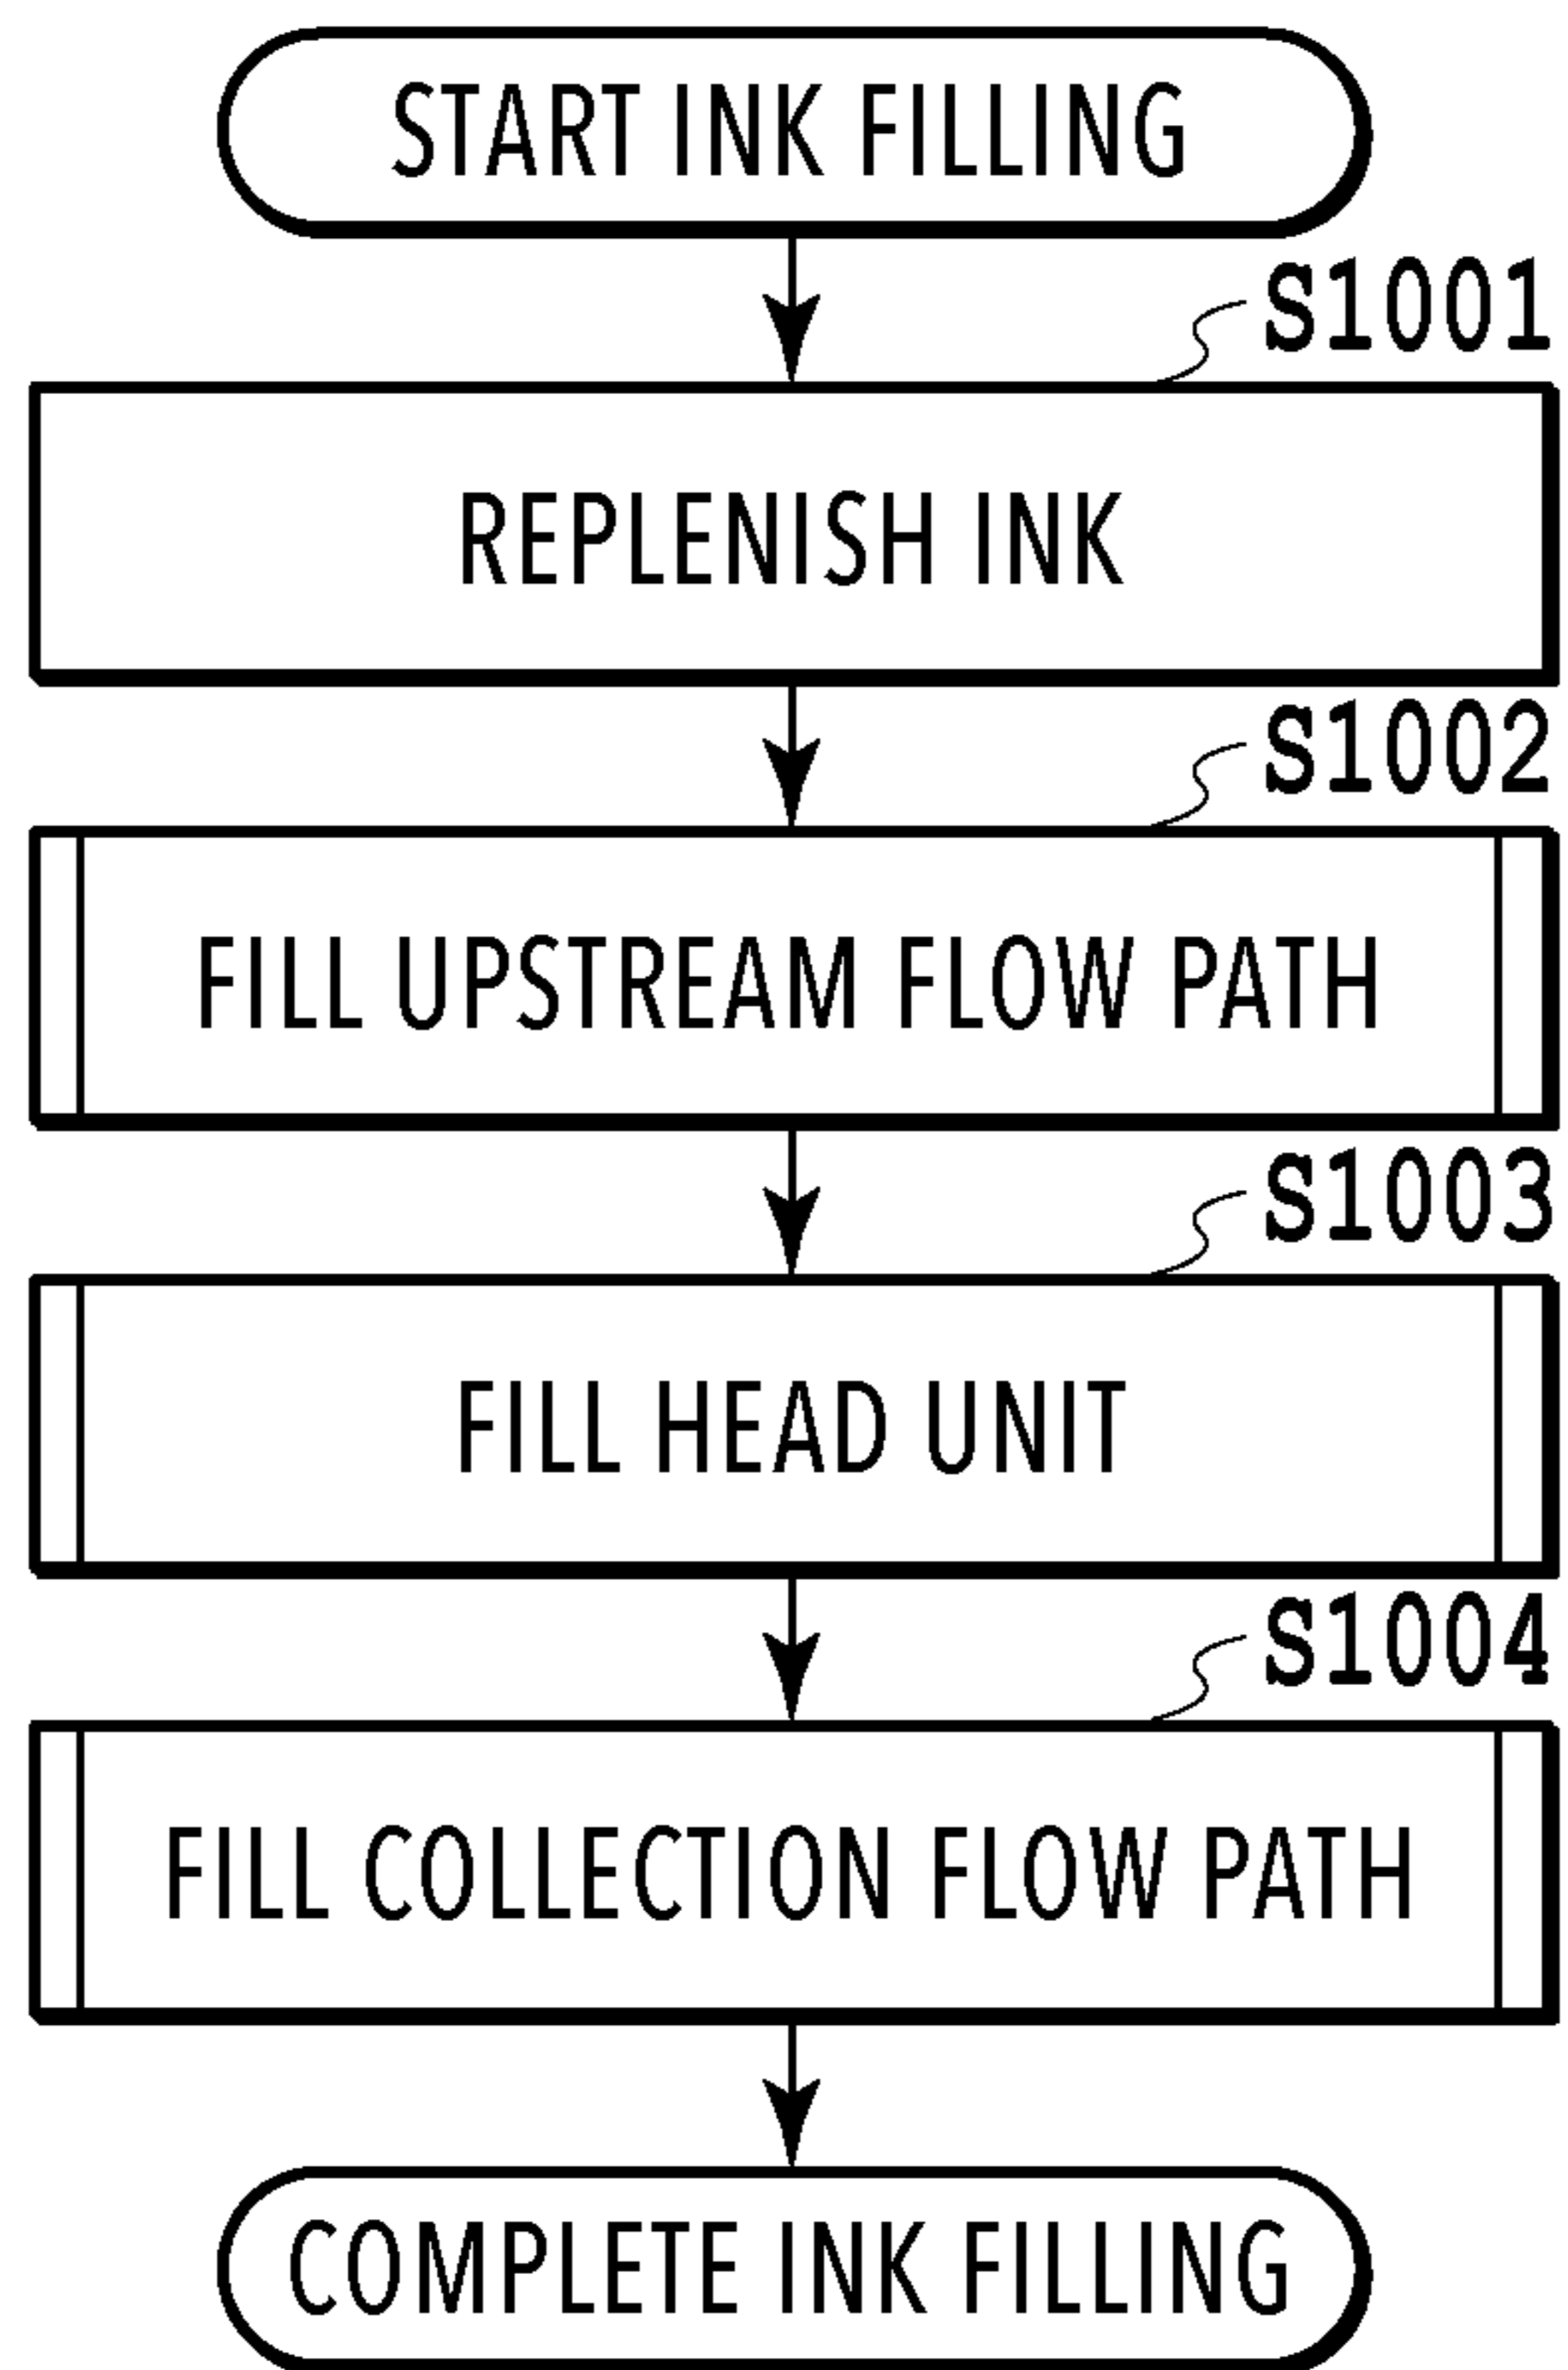 START INK FILLING
S1001
REPLENISH INK
S1002
FILL UPSTREAM FLOW PATH
S1003
FILL HEAD UNIT
S1004
FILL COLLECTION FLOW PATH
COMPLETE INK FILLING